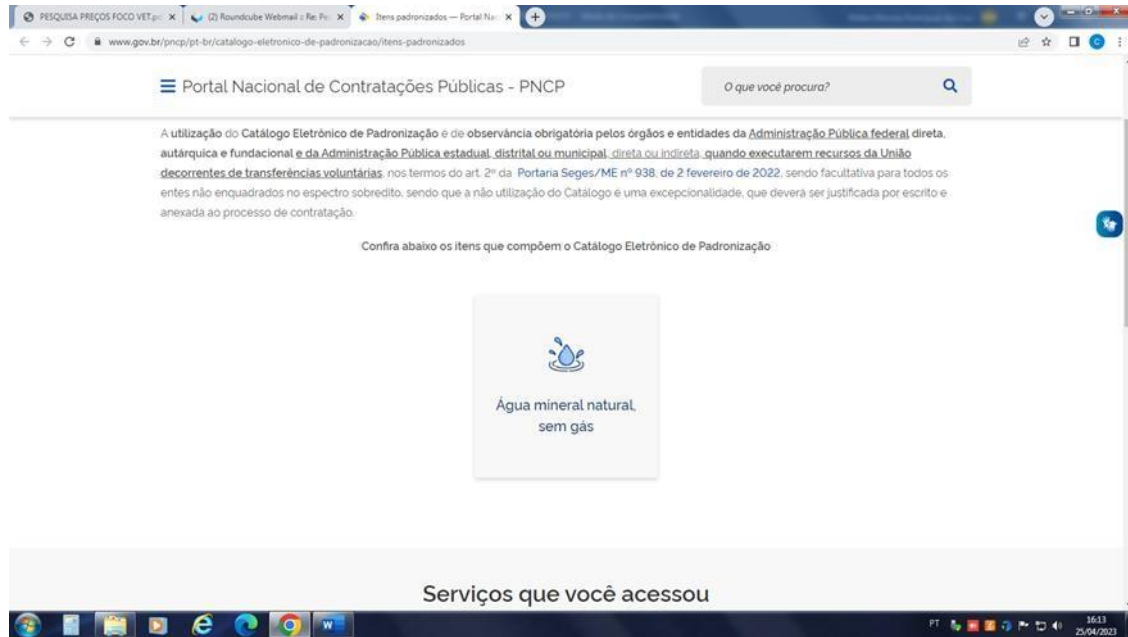 PESQUISA PREÇOS FOCO VET.pd
(2) Roundcube Webmail :: Re: Pe
Itens padronizados — Portal Na
www.gov.br/pncp/pt-br/catalogo-eletronico-de-padronizacao/itens-padronizados
Portal Nacional de Contratações Públicas - PNCP
O que você procura?
A utilização do Catálogo Eletrônico de Padronização é de observância obrigatória pelos órgãos e entidades da Administração Pública federal direta,
autárquica e fundacional e da Administração Pública estadual, distrital ou municipal, direta ou indireta, quando executarem recursos da União
decorrentes de transferências voluntárias, nos termos do art. 2º da Portaria Seges/ME nº 938, de 2 fevereiro de 2022, sendo facultativa para todos os
entes não enquadrados no espectro sobredito, sendo que a não utilização do Catálogo é uma excepcionalidade, que deverá ser justificada por escrito e
anexada ao processo de contratação.
Confira abaixo os itens que compõem o Catálogo Eletrônico de Padronização
Água mineral natural,
sem gás
Serviços que você acessou
PT
16:13
25/04/2023